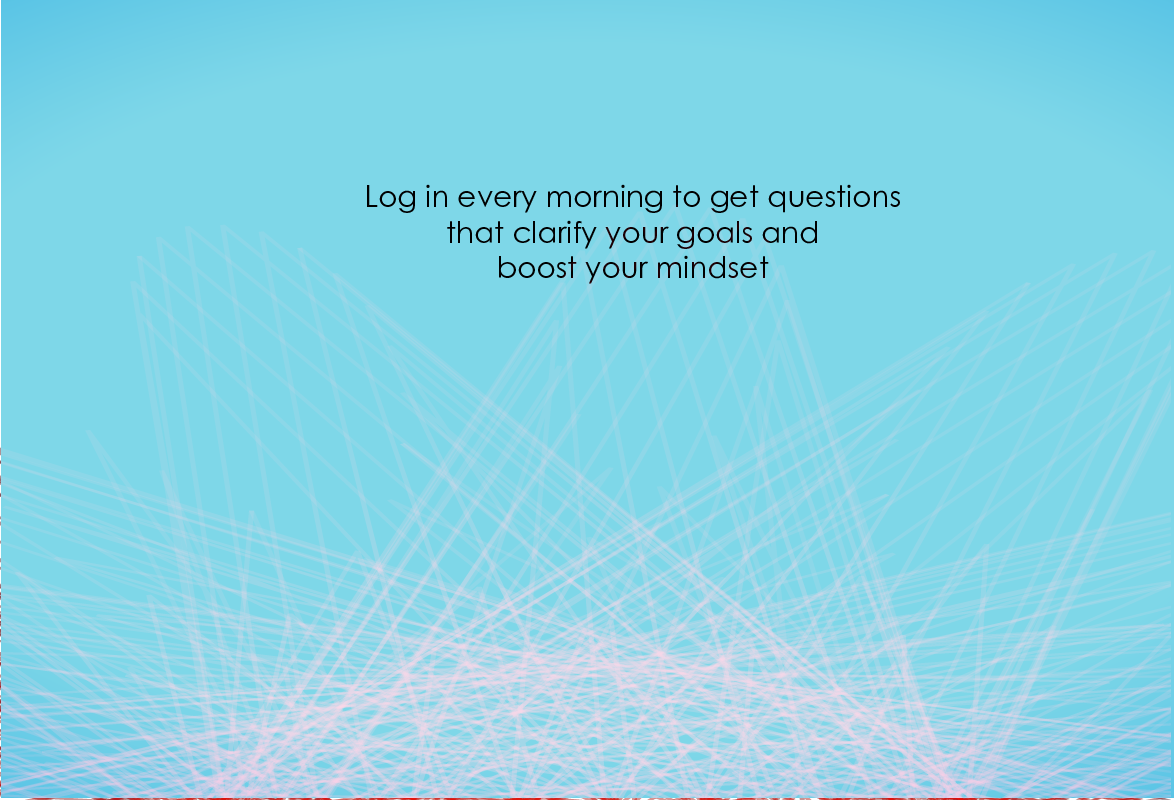 Log in every morning to get questions
that clarify your goals and
boost your mindset